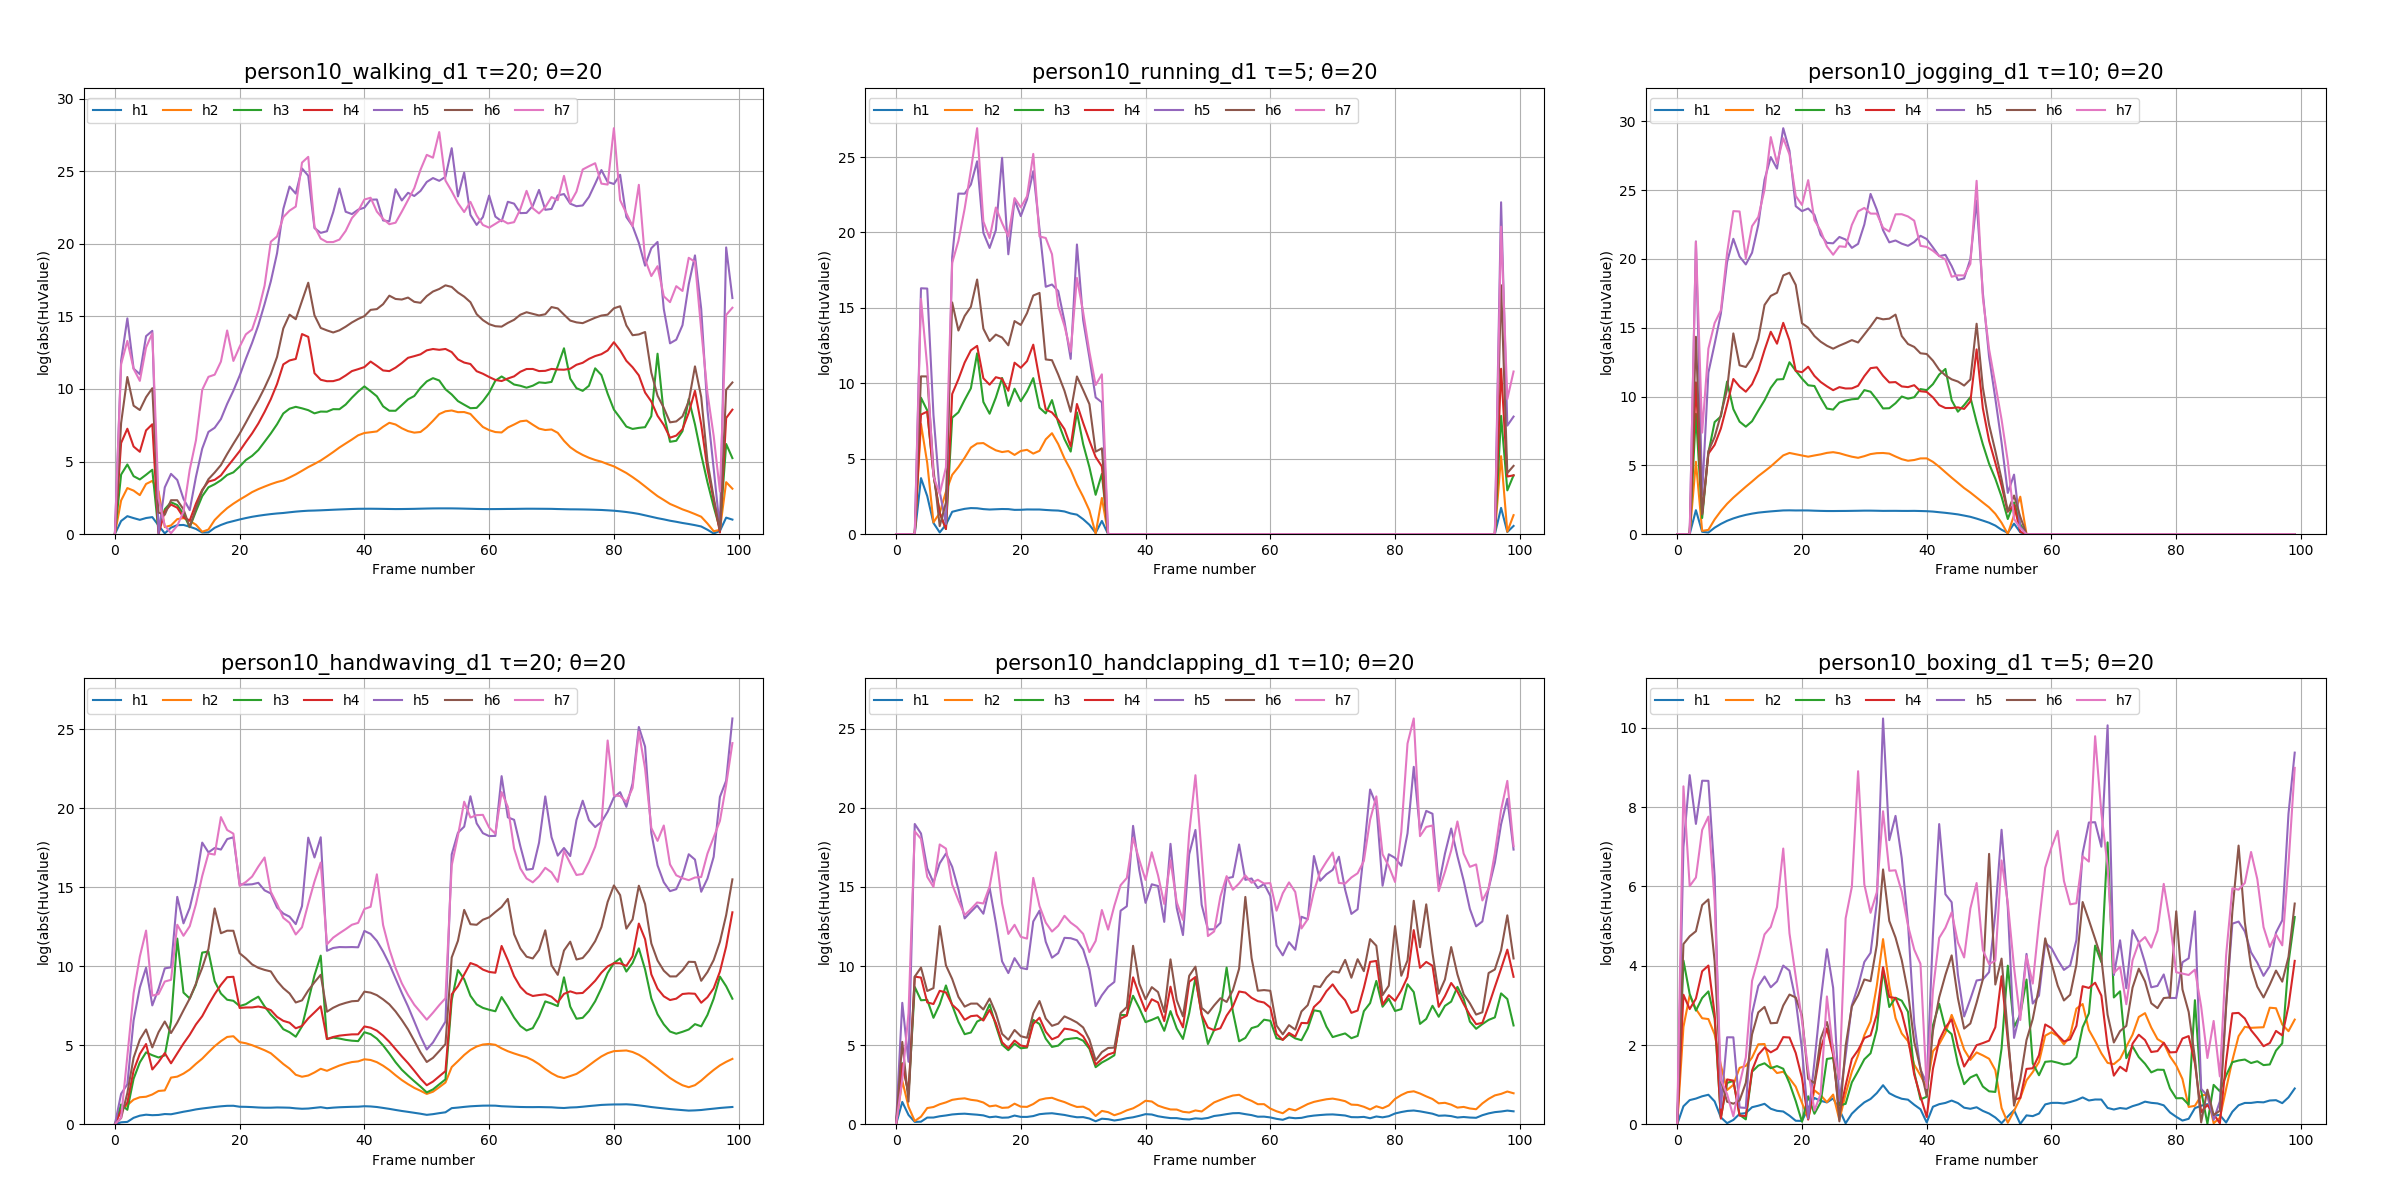 person10_walking_d1 τ=20; θ=20
h1 h2 h3 h4 h5 h6 h7
log(abs(HuValue))
30
25
20
15
10
5
0
0 20 40 60 80 100
Frame number
person10_running_d1 τ=5; θ=20
h1 h2 h3 h4 h5 h6 h7
log(abs(HuValue))
25
20
15
10
5
0
0 20 40 60 80 100
Frame number
person10_jogging_d1 τ=10; θ=20
h1 h2 h3 h4 h5 h6 h7
log(abs(HuValue))
30
25
20
15
10
5
0
0 20 40 60 80 100
Frame number
person10_handwaving_d1 τ=20; θ=20
h1 h2 h3 h4 h5 h6 h7
log(abs(HuValue))
25
20
15
10
5
0
0 20 40 60 80 100
Frame number
person10_handclapping_d1 τ=10; θ=20
h1 h2 h3 h4 h5 h6 h7
log(abs(HuValue))
25
20
15
10
5
0
0 20 40 60 80 100
Frame number
person10_boxing_d1 τ=5; θ=20
h1 h2 h3 h4 h5 h6 h7
log(abs(HuValue))
10
8
6
4
2
0
0 20 40 60 80 100
Frame number